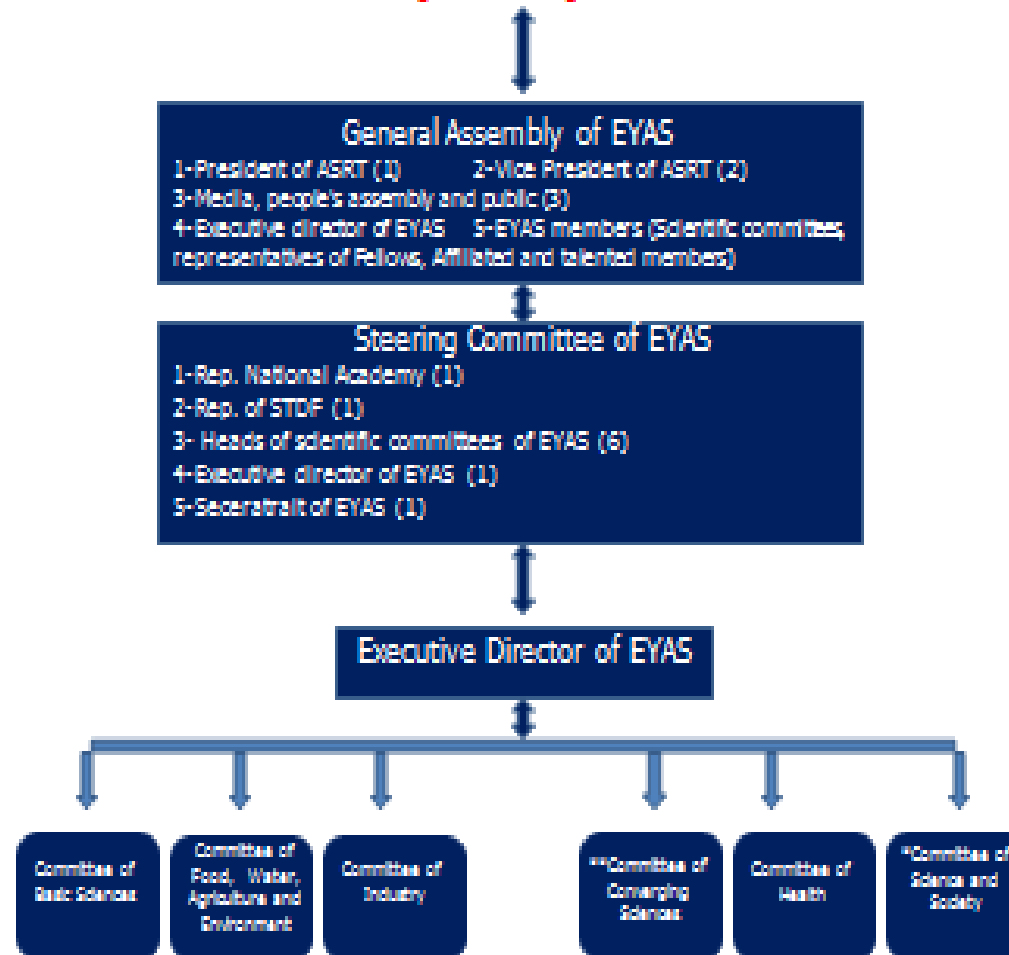 General Assembly of EYAS
1-President of ASRT (1) 2-Vice President of ASRT (2)
3-Media, people's assembly and public (3)
4-Executive director of EYAS 5-EYAS members (Scientific committees,
representatives of Fellows, Affiliated and talented members)
Steering Committee of EYAS
1-Rep. National Academy (1)
2-Rep. of STDF (1)
3- Heads of scientific committees of EYAS (6)
4-Executive director of EYAS (1)
5-Seceratrait of EYAS (1)
Executive Director of EYAS
Committee of
Basic Sciences
Committee of
Food, Water,
Agriculture and
Environment
Committee of
Industry
**Committee of
Converging
Sciences
Committee of
Health
*Committee of
Science and
Society